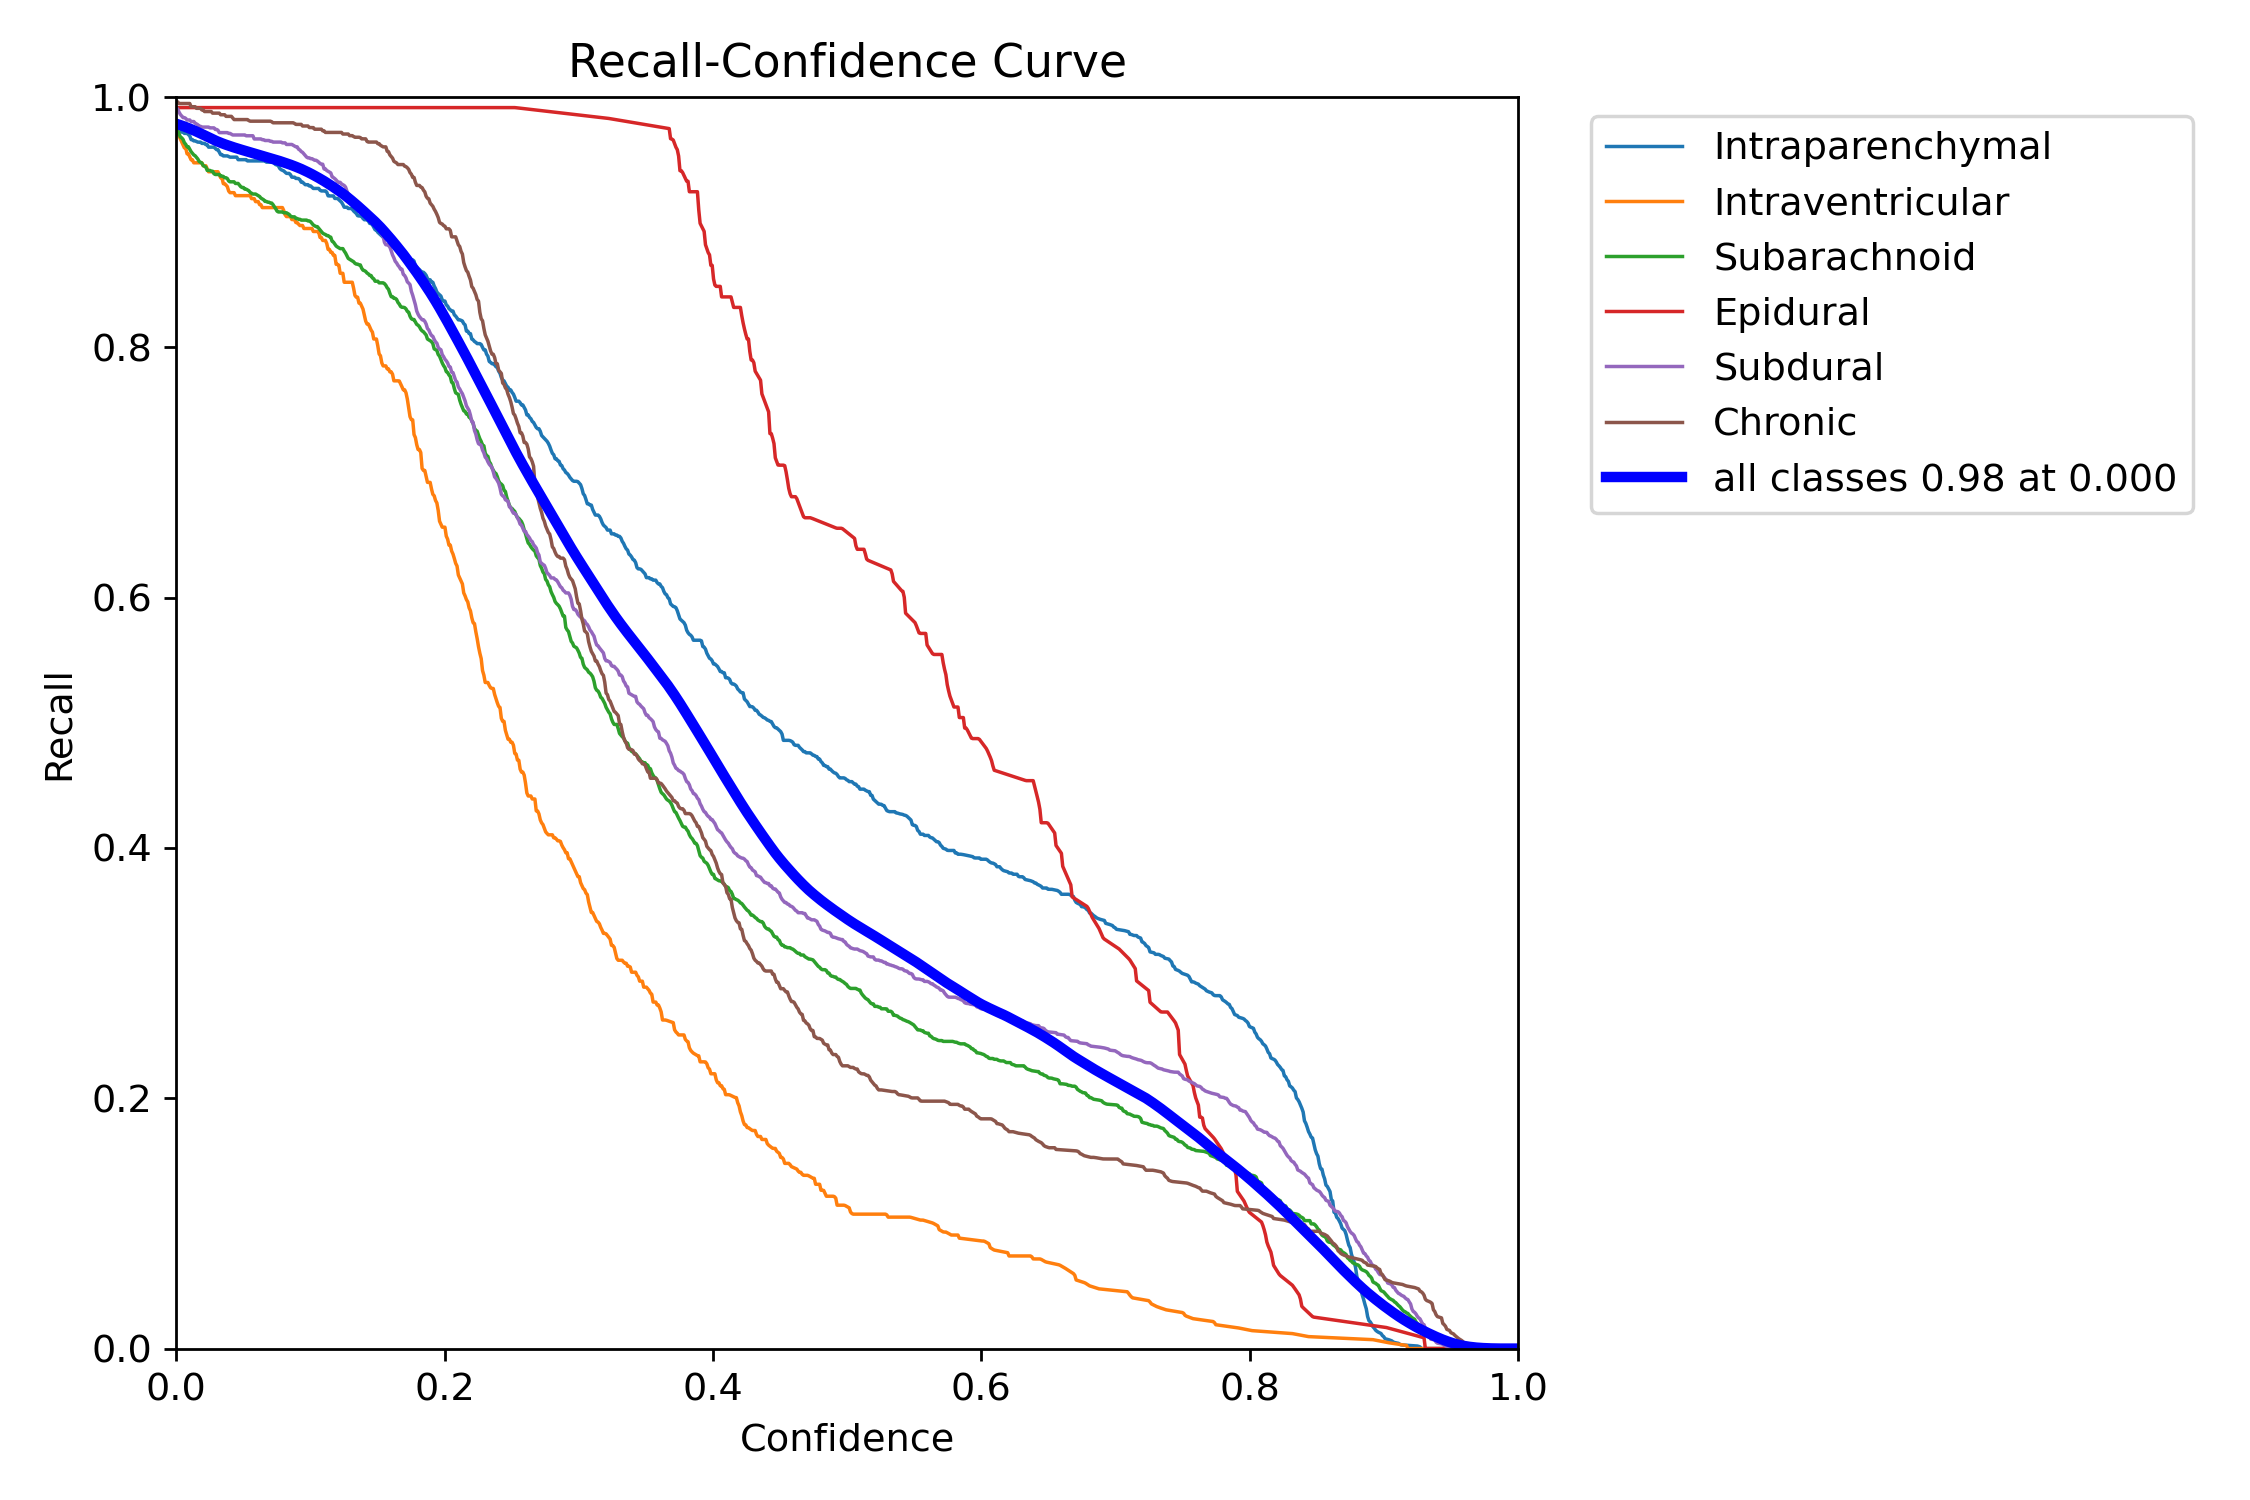 Recall-Confidence Curve
1.0
0.8
0.6
0.4
0.2
0.0
Recall
0.0 0.2 0.4 0.6 0.8 1.0
Confidence
Intraparenchymal
Intraventricular
Subarachnoid
Epidural
Subdural
Chronic
all classes 0.98 at 0.000